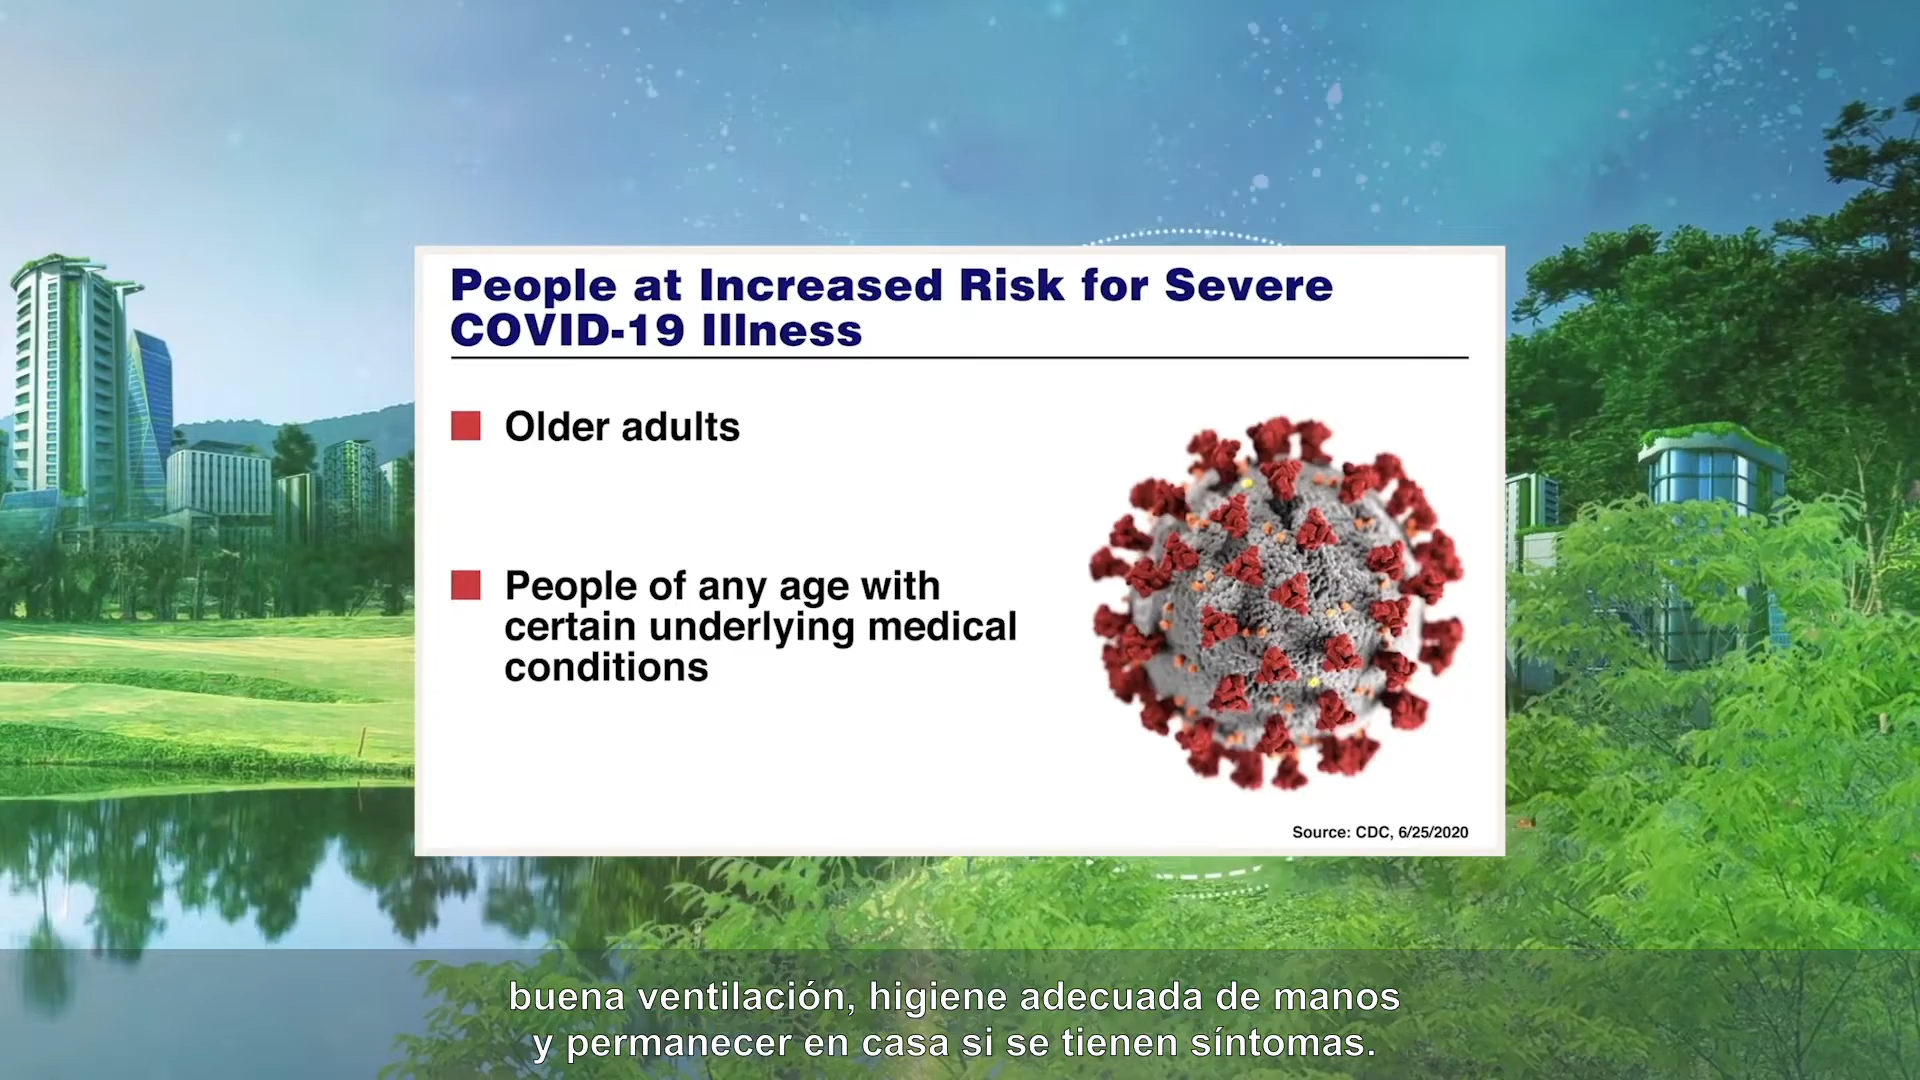 People at Increased Risk for Severe
COVID-19 Illness
Older adults
People of any age with
certain underlying medical
conditions
Source: CDC, 6/25/2020
buena ventilación, higiene adecuada de manos
y permanecer en casa si se tienen síntomas.